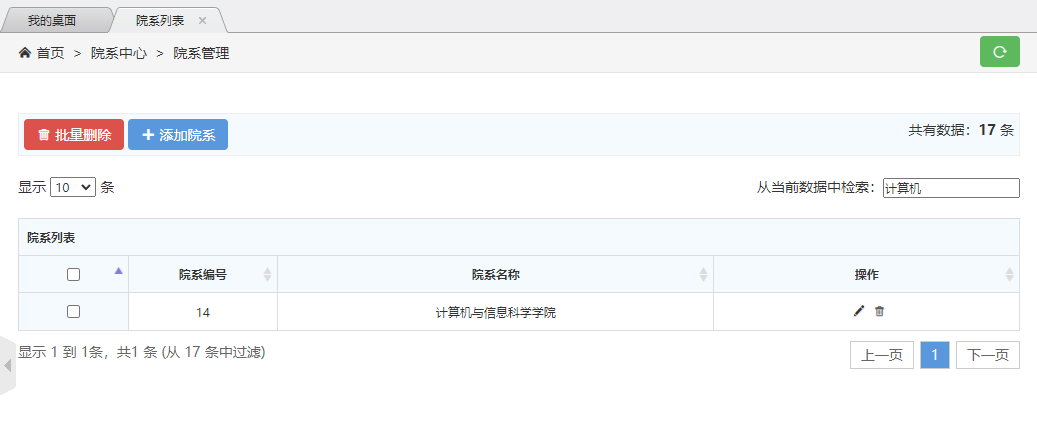 我的桌面 院系列表 ×
首页 > 院系中心 > 院系管理
批量删除 添加院系 共有数据：17 条
显示 10 条 从当前数据中检索：计算机
院系列表
院系编号 院系名称 操作
14 计算机与信息科学学院
显示 1 到 1条，共1 条 (从 17 条中过滤) 上一页 1 下一页